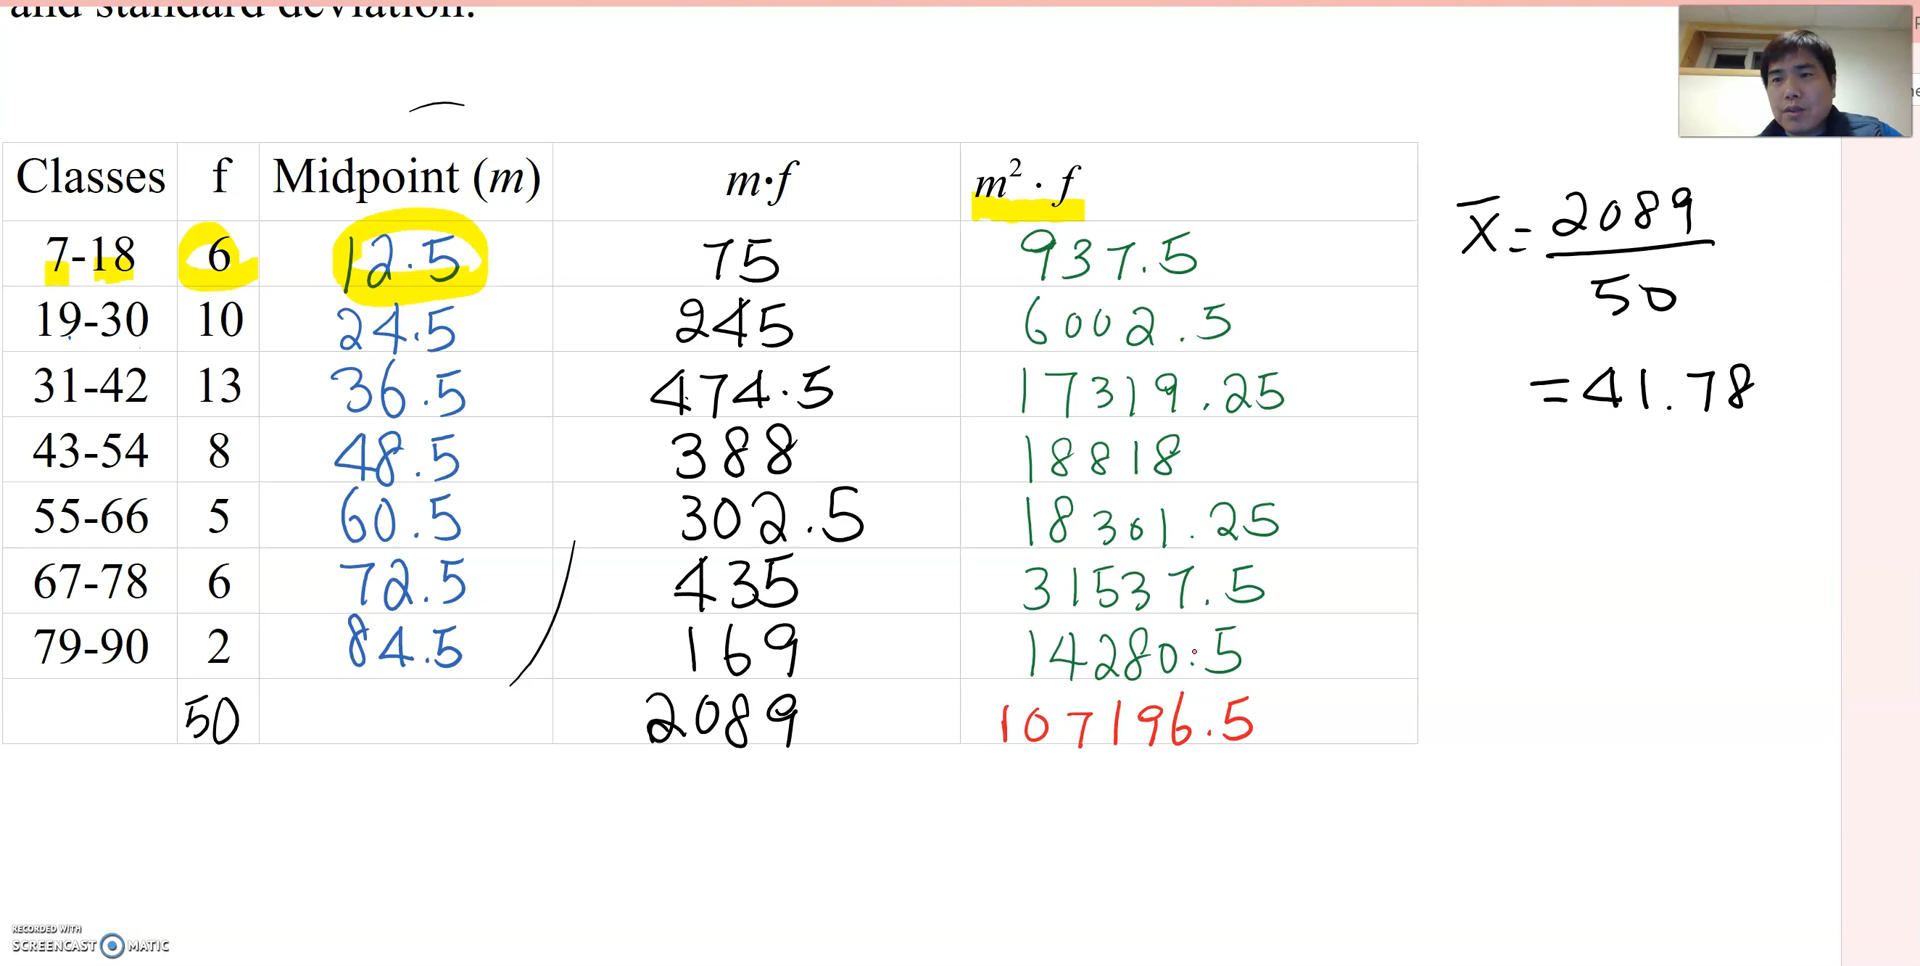 and standard deviation.
Classes f Midpoint (m) m·f m² · f
7-18 6 12.5 75 937.5
19-30 10 24.5 245 6002.5
31-42 13 36.5 474.5 17319.25
43-54 8 48.5 388 18818
55-66 5 60.5 302.5 18301.25
67-78 6 72.5 435 31537.5
79-90 2 84.5 169 14280.5
50 2089 107196.5
x̄ = 2089
50
= 41.78
RECORDED WITH
SCREENCAST MATIC